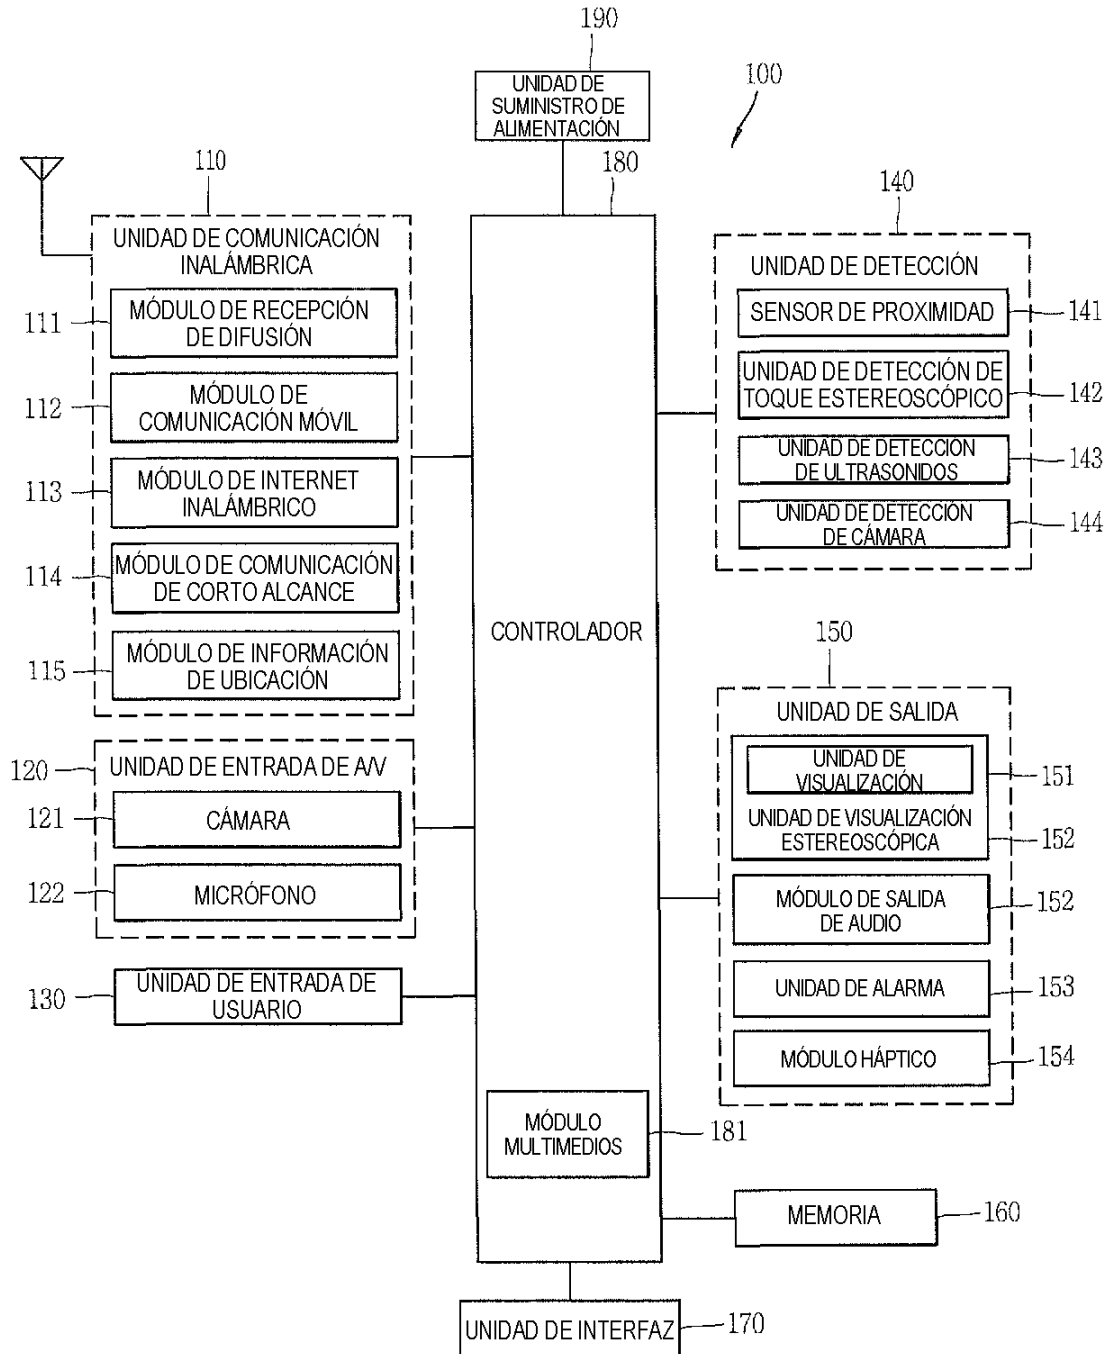 190
UNIDAD DE
SUMINISTRO DE
ALIMENTACIÓN
100
180
110
UNIDAD DE COMUNICACIÓN
INALÁMBRICA
111
MÓDULO DE RECEPCIÓN
DE DIFUSIÓN
112
MÓDULO DE
COMUNICACIÓN MÓVIL
113
MÓDULO DE INTERNET
INALÁMBRICO
114
MÓDULO DE COMUNICACIÓN
DE CORTO ALCANCE
115
MÓDULO DE INFORMACIÓN
DE UBICACIÓN
120
UNIDAD DE ENTRADA DE A/V
121
CÁMARA
122
MICRÓFONO
130
UNIDAD DE ENTRADA DE
USUARIO
CONTROLADOR
MÓDULO
MULTIMEDIOS
181
140
UNIDAD DE DETECCIÓN
SENSOR DE PROXIMIDAD
141
UNIDAD DE DETECCIÓN DE
TOQUE ESTEREOSCÓPICO
142
UNIDAD DE DETECCIÓN
DE ULTRASONIDOS
143
UNIDAD DE DETECCIÓN
DE CÁMARA
144
150
UNIDAD DE SALIDA
UNIDAD DE
VISUALIZACIÓN
151
UNIDAD DE VISUALIZACIÓN
ESTEREOSCÓPICA
152
MÓDULO DE SALIDA
DE AUDIO
152
UNIDAD DE ALARMA
153
MÓDULO HÁPTICO
154
MEMORIA
160
UNIDAD DE INTERFAZ
170